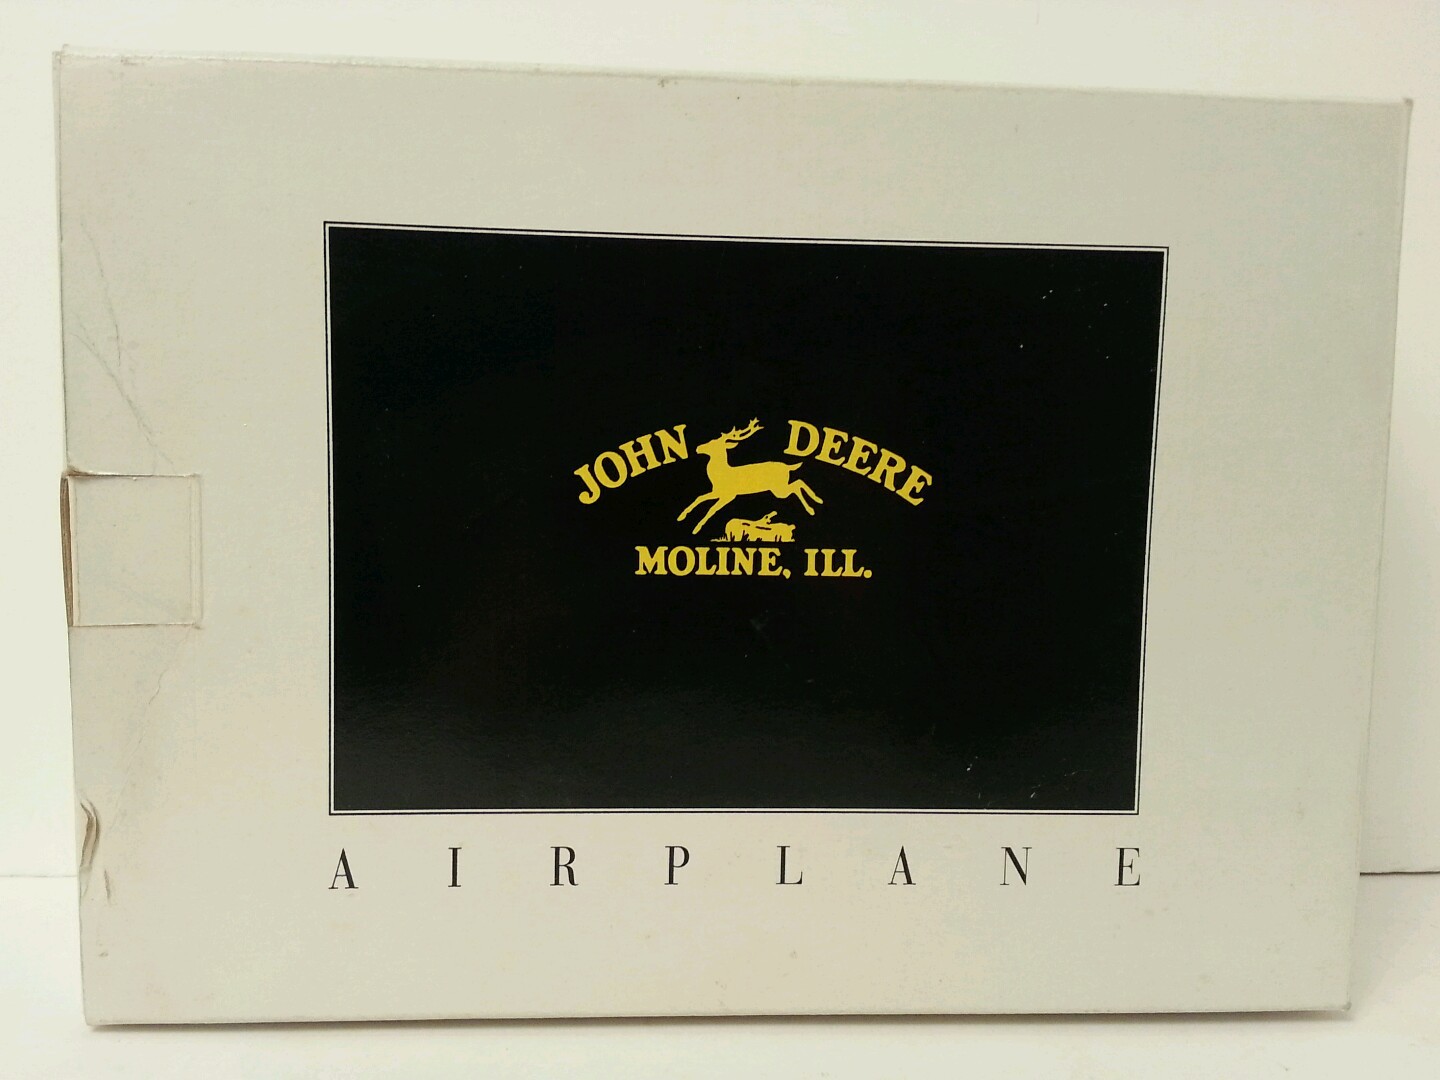 JOHN DEERE
MOLINE, ILL.
AIRPLANE